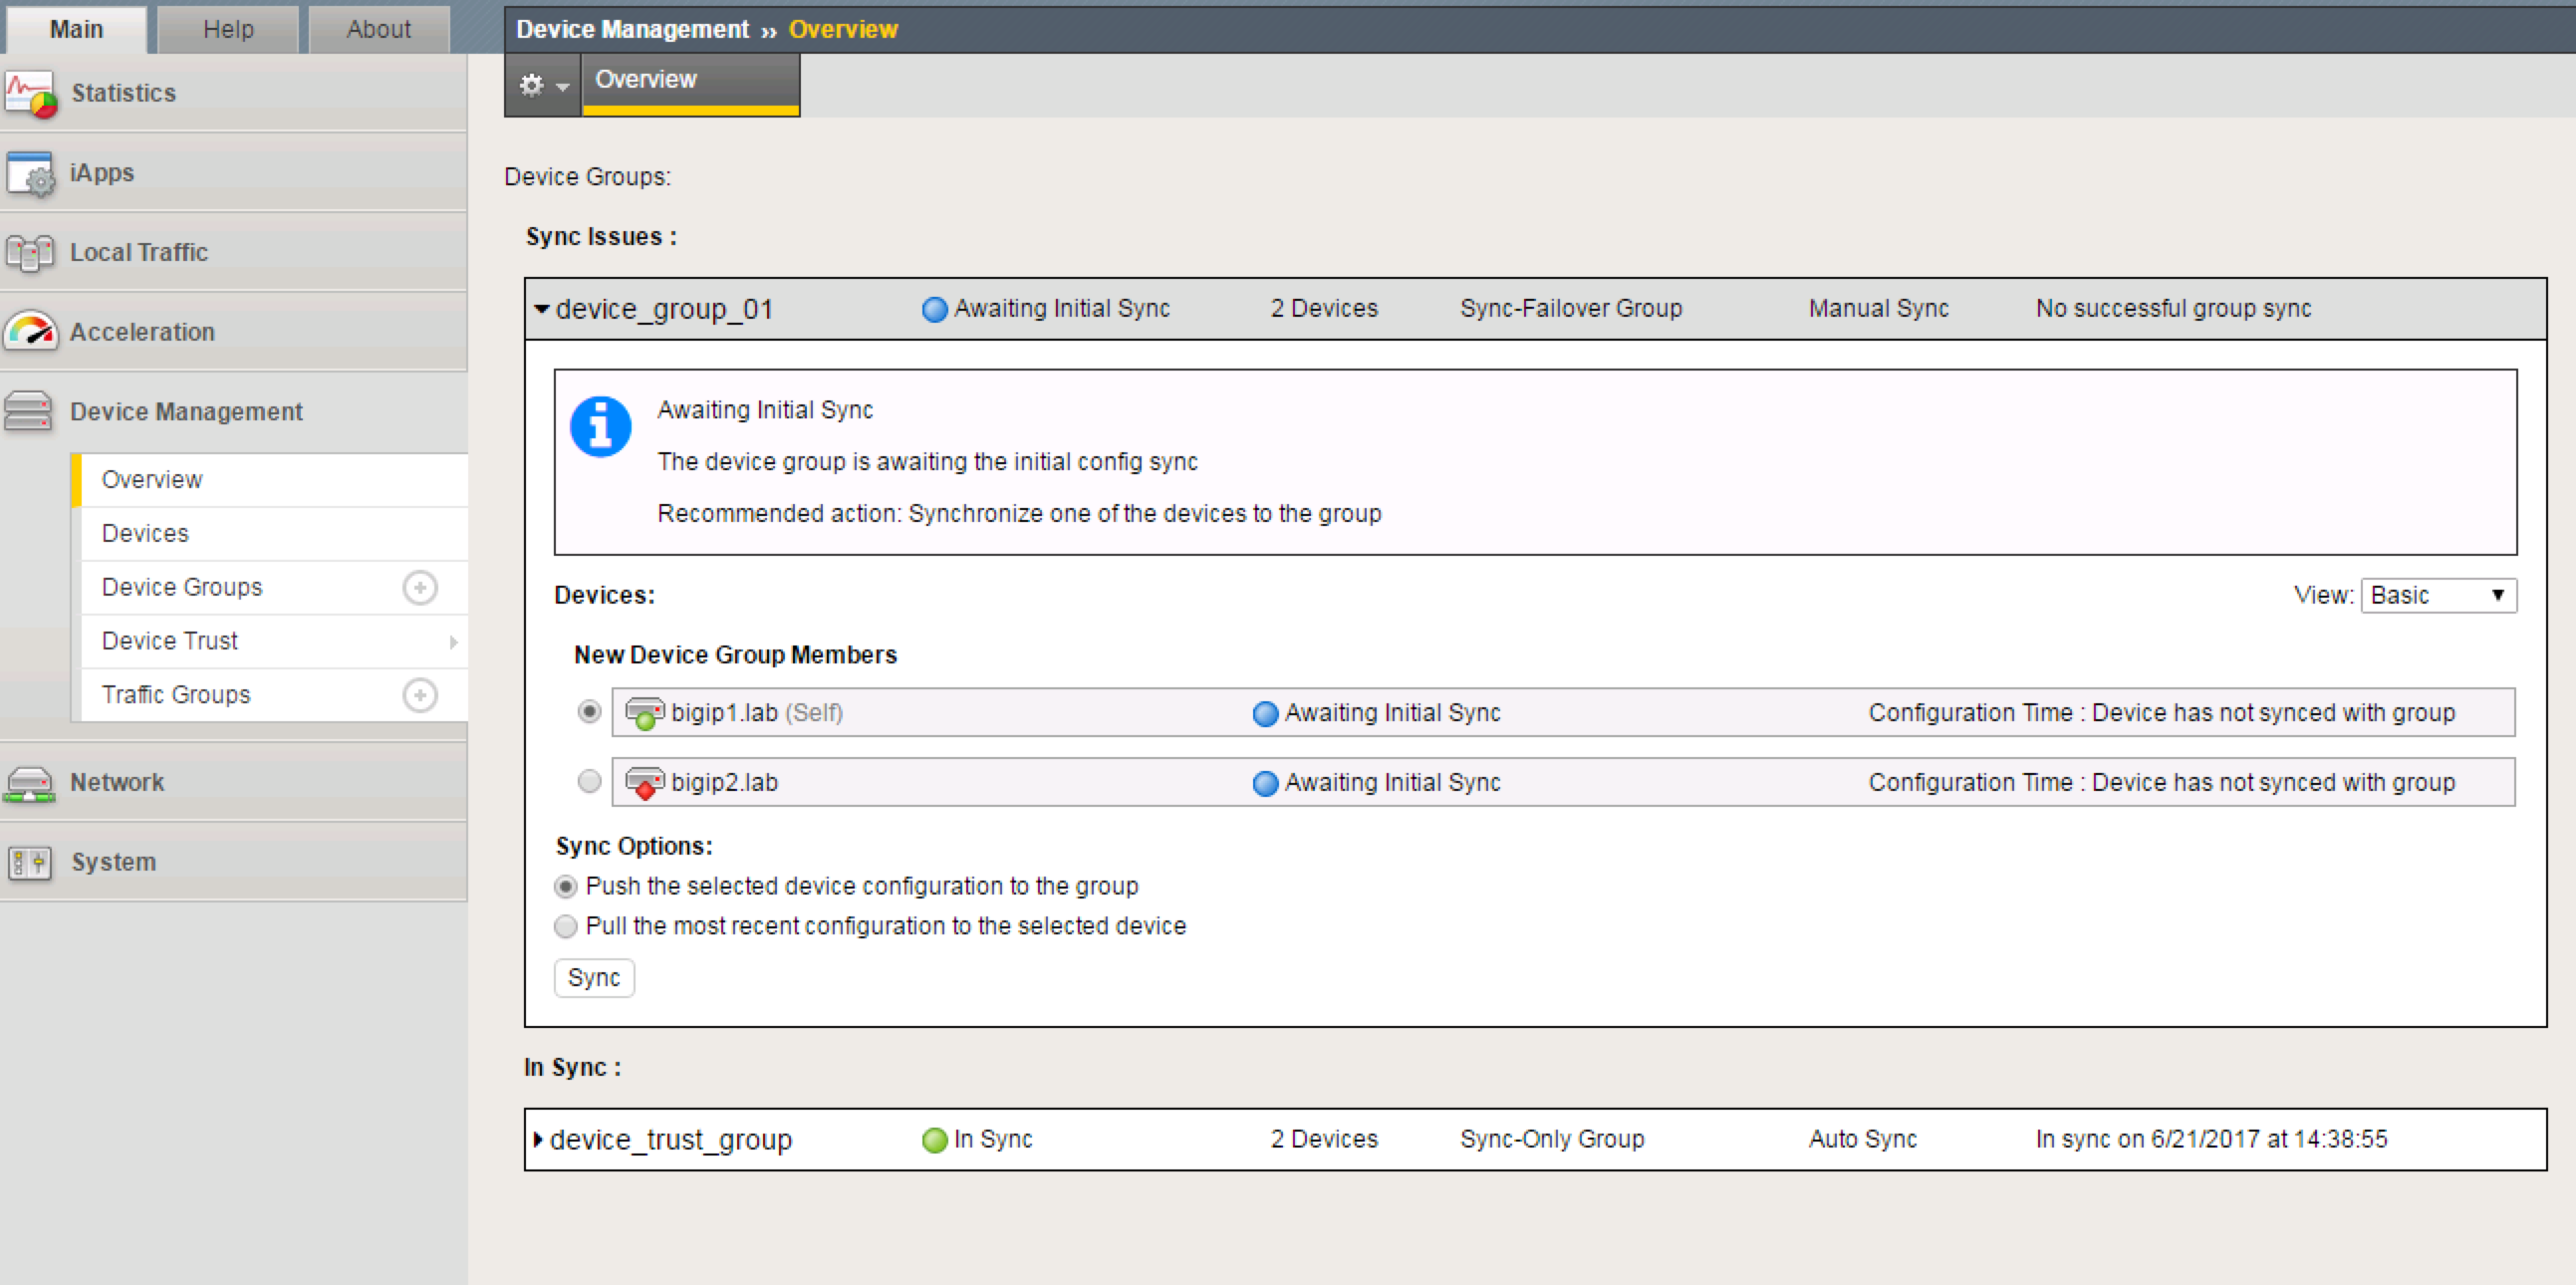 Main Help About
Device Management ›› Overview
Overview
Statistics
iApps
Local Traffic
Acceleration
Device Management
Overview
Devices
Device Groups
Device Trust
Traffic Groups
Network
System
Device Groups:
Sync Issues :
device_group_01 Awaiting Initial Sync 2 Devices Sync-Failover Group Manual Sync No successful group sync
Awaiting Initial Sync
The device group is awaiting the initial config sync
Recommended action: Synchronize one of the devices to the group
Devices: View: Basic
New Device Group Members
bigip1.lab (Self) Awaiting Initial Sync Configuration Time : Device has not synced with group
bigip2.lab Awaiting Initial Sync Configuration Time : Device has not synced with group
Sync Options:
Push the selected device configuration to the group
Pull the most recent configuration to the selected device
Sync
In Sync :
device_trust_group In Sync 2 Devices Sync-Only Group Auto Sync In sync on 6/21/2017 at 14:38:55